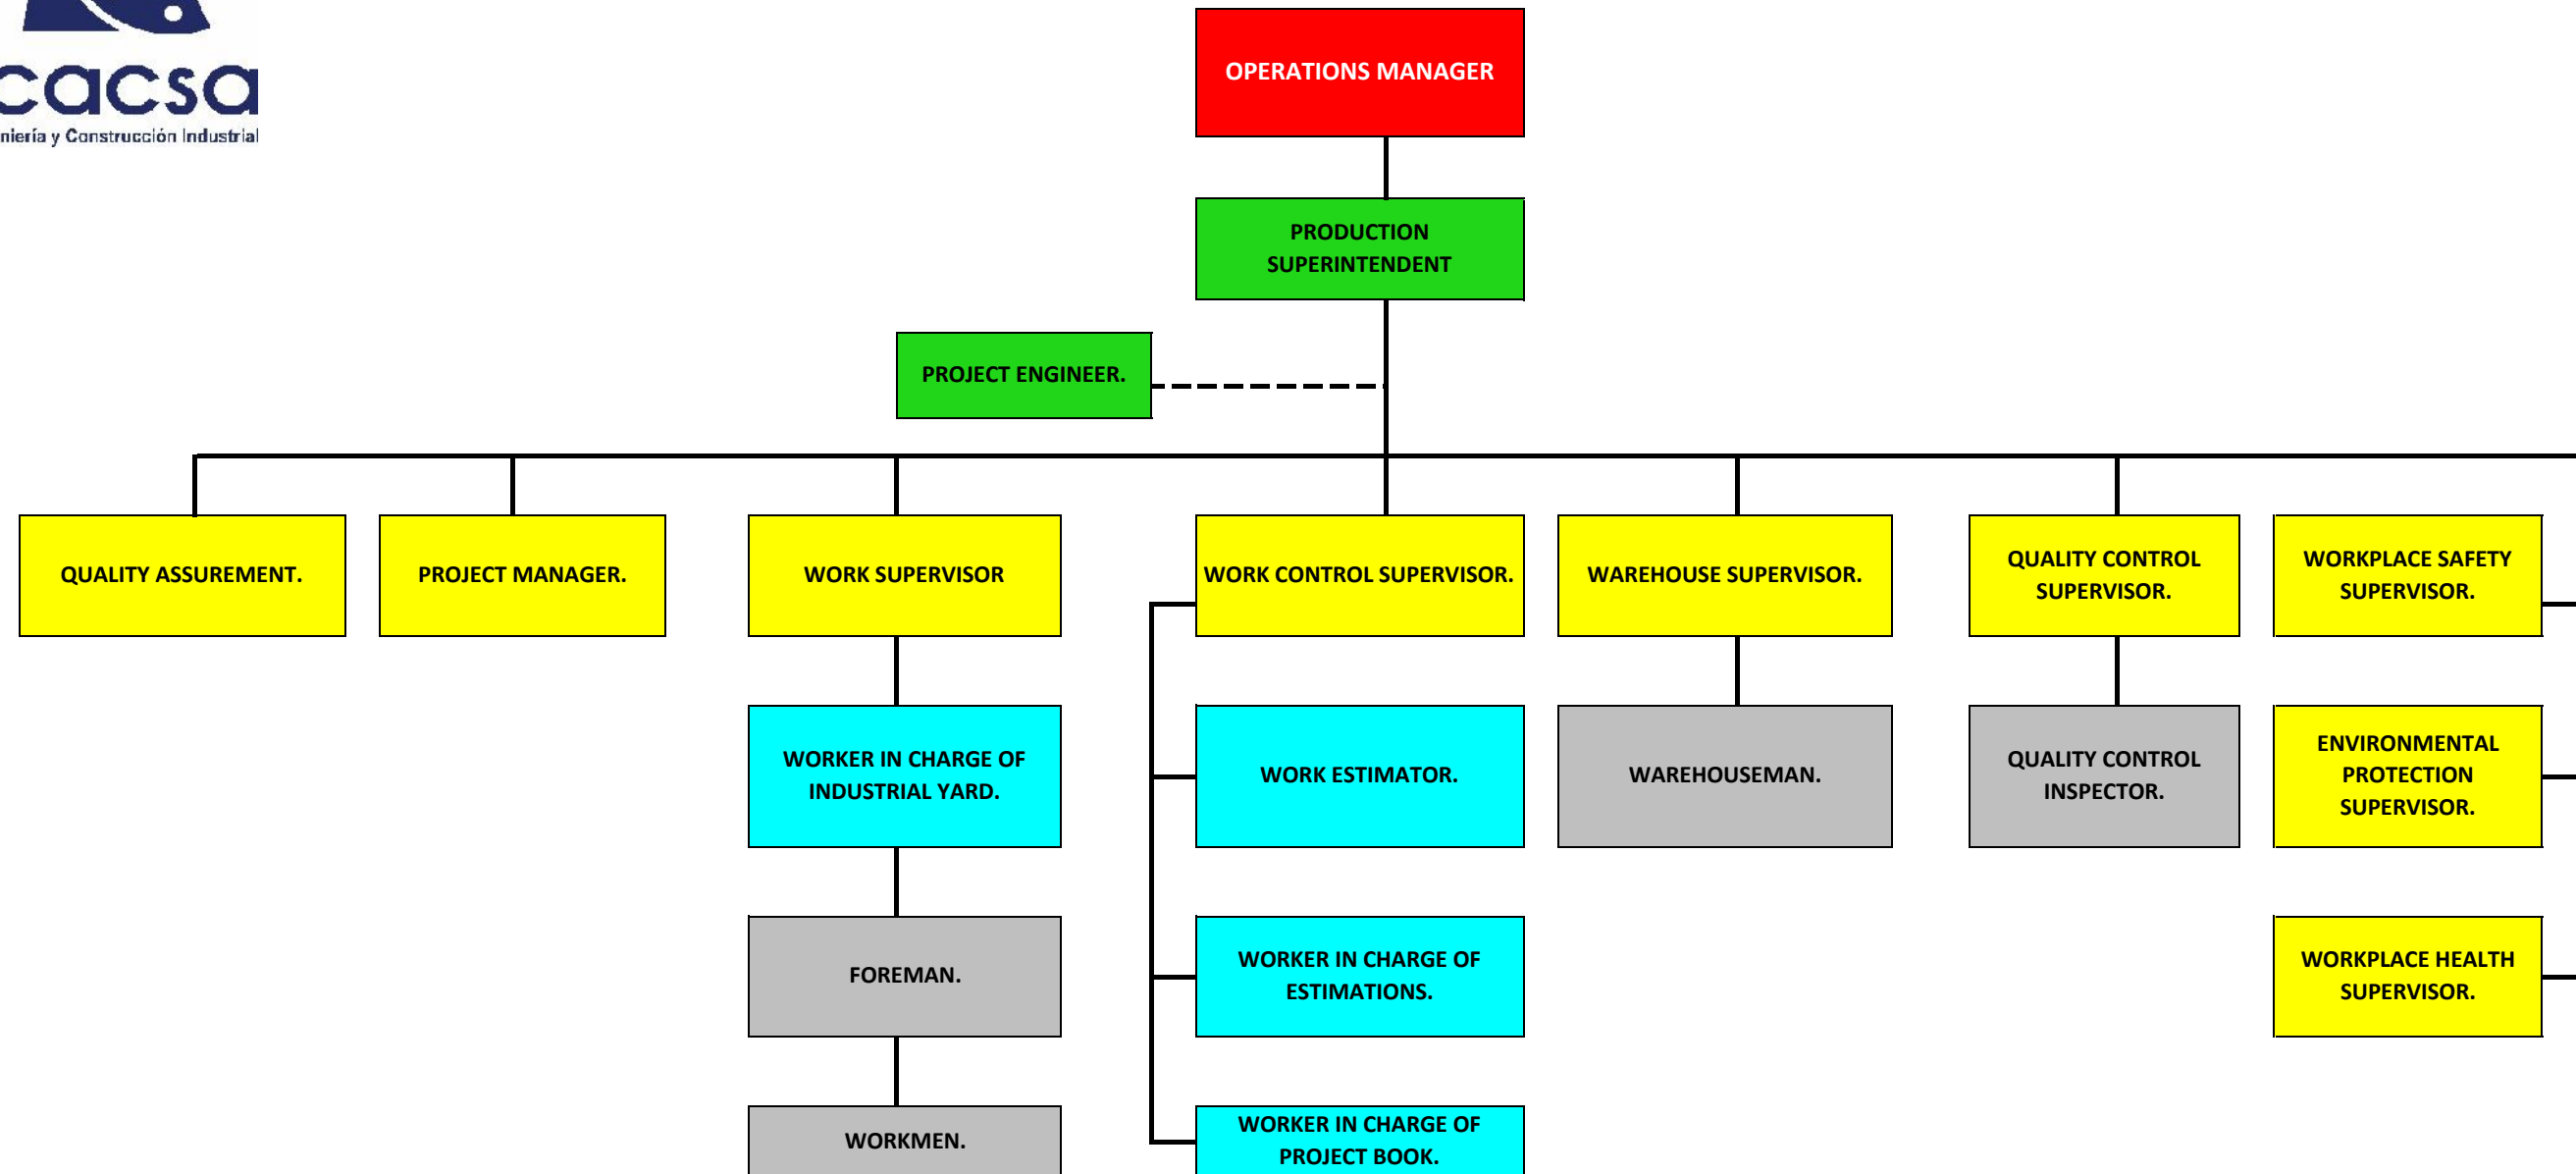 cacsa
niería y Construcción Industrial
OPERATIONS MANAGER
PRODUCTION
SUPERINTENDENT
PROJECT ENGINEER.
QUALITY ASSUREMENT.
PROJECT MANAGER.
WORK SUPERVISOR
WORK CONTROL SUPERVISOR.
WAREHOUSE SUPERVISOR.
QUALITY CONTROL
SUPERVISOR.
WORKPLACE SAFETY
SUPERVISOR.
WORKER IN CHARGE OF
INDUSTRIAL YARD.
WORK ESTIMATOR.
WAREHOUSEMAN.
QUALITY CONTROL
INSPECTOR.
ENVIRONMENTAL
PROTECTION
SUPERVISOR.
FOREMAN.
WORKER IN CHARGE OF
ESTIMATIONS.
WORKPLACE HEALTH
SUPERVISOR.
WORKMEN.
WORKER IN CHARGE OF
PROJECT BOOK.